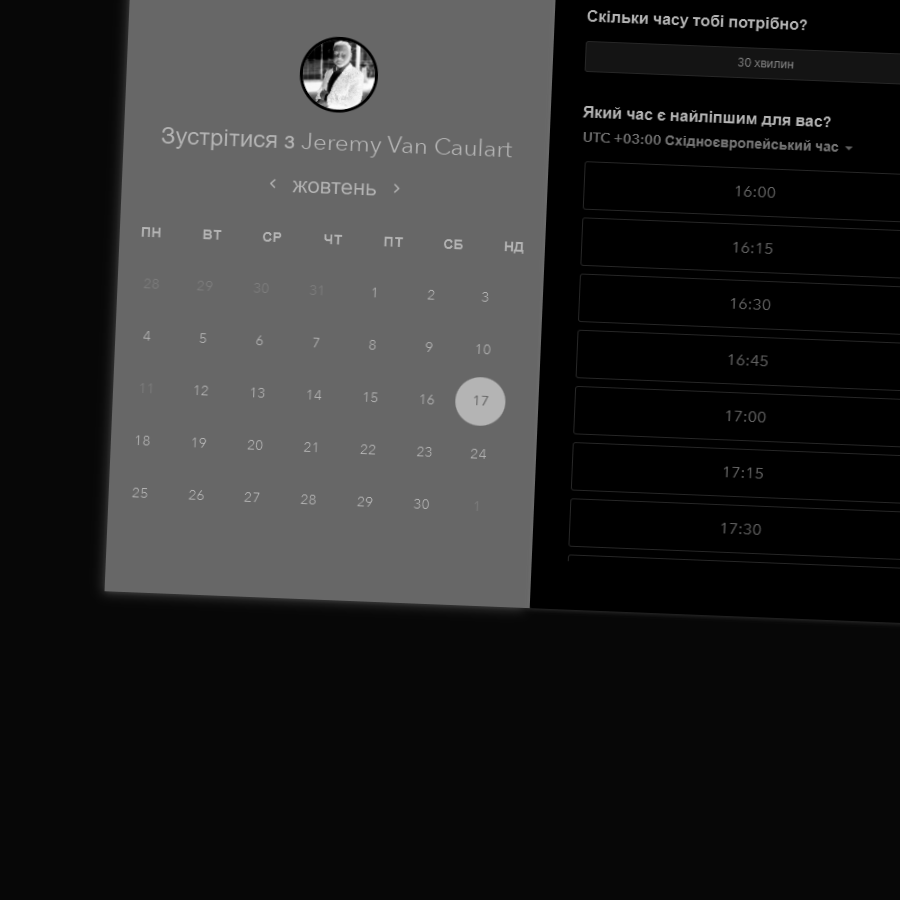 Зустрітися з Jeremy Van Caulart
жовтень
ПН ВТ СР ЧТ ПТ СБ НД
28 29 30 31 1 2 3
4 5 6 7 8 9 10
11 12 13 14 15 16 17
18 19 20 21 22 23 24
25 26 27 28 29 30 1
Скільки часу тобі потрібно?
30 хвилин
Який час є найліпшим для вас?
UTC +03:00 Східноєвропейський час
16:00
16:15
16:30
16:45
17:00
17:15
17:30